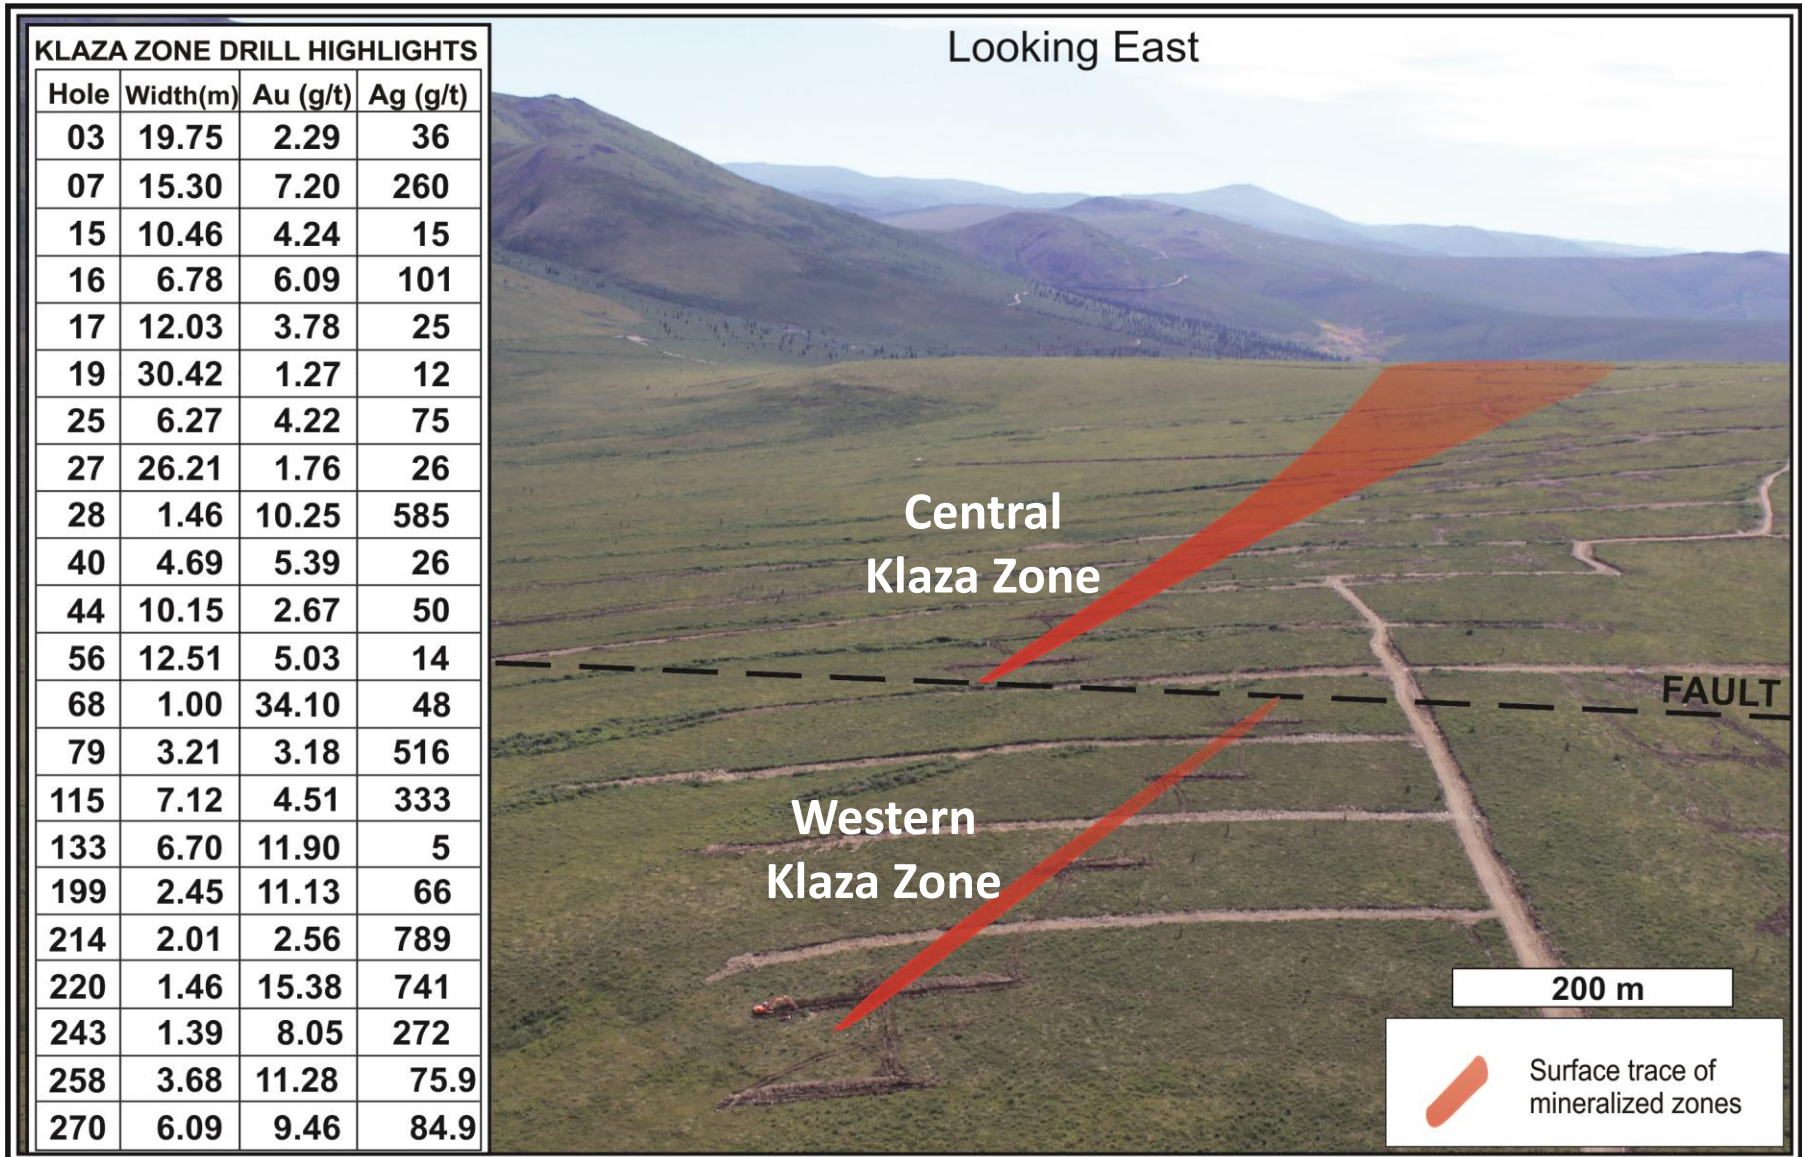 KLAZA ZONE DRILL HIGHLIGHTS
Hole Width(m) Au (g/t) Ag (g/t)
03 19.75 2.29 36
07 15.30 7.20 260
15 10.46 4.24 15
16 6.78 6.09 101
17 12.03 3.78 25
19 30.42 1.27 12
25 6.27 4.22 75
27 26.21 1.76 26
28 1.46 10.25 585
40 4.69 5.39 26
44 10.15 2.67 50
56 12.51 5.03 14
68 1.00 34.10 48
79 3.21 3.18 516
115 7.12 4.51 333
133 6.70 11.90 5
199 2.45 11.13 66
214 2.01 2.56 789
220 1.46 15.38 741
243 1.39 8.05 272
258 3.68 11.28 75.9
270 6.09 9.46 84.9
Looking East
Central
Klaza Zone
FAULT
Western
Klaza Zone
200 m
Surface trace of
mineralized zones